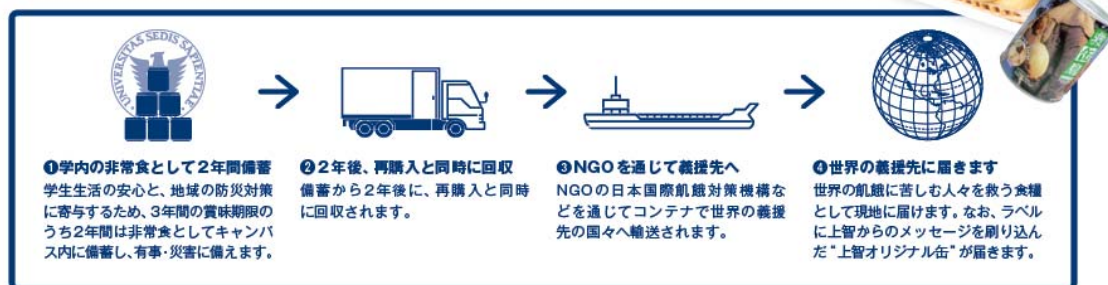 UNIVERSITAS SEDIS SAPIENTIAE
❶学内の非常食として2年間備蓄
学生生活の安心と、地域の防災対策
に寄与するため、3年間の賞味期限の
うち2年間は非常食としてキャンパ
ス内に備蓄し、有事・災害に備えます。
❷2年後、再購入と同時に回収
備蓄から2年後に、再購入と同時
に回収されます。
❸NGOを通じて義援先へ
NGOの日本国際飢餓対策機構な
どを通じてコンテナで世界の義援
先の国々へ輸送されます。
❹世界の義援先に届きます
世界の飢餓に苦しむ人々を救う食糧
として現地に届けます。なお、ラベル
に上智からのメッセージを刷り込ん
だ“上智オリジナル缶”が届きます。